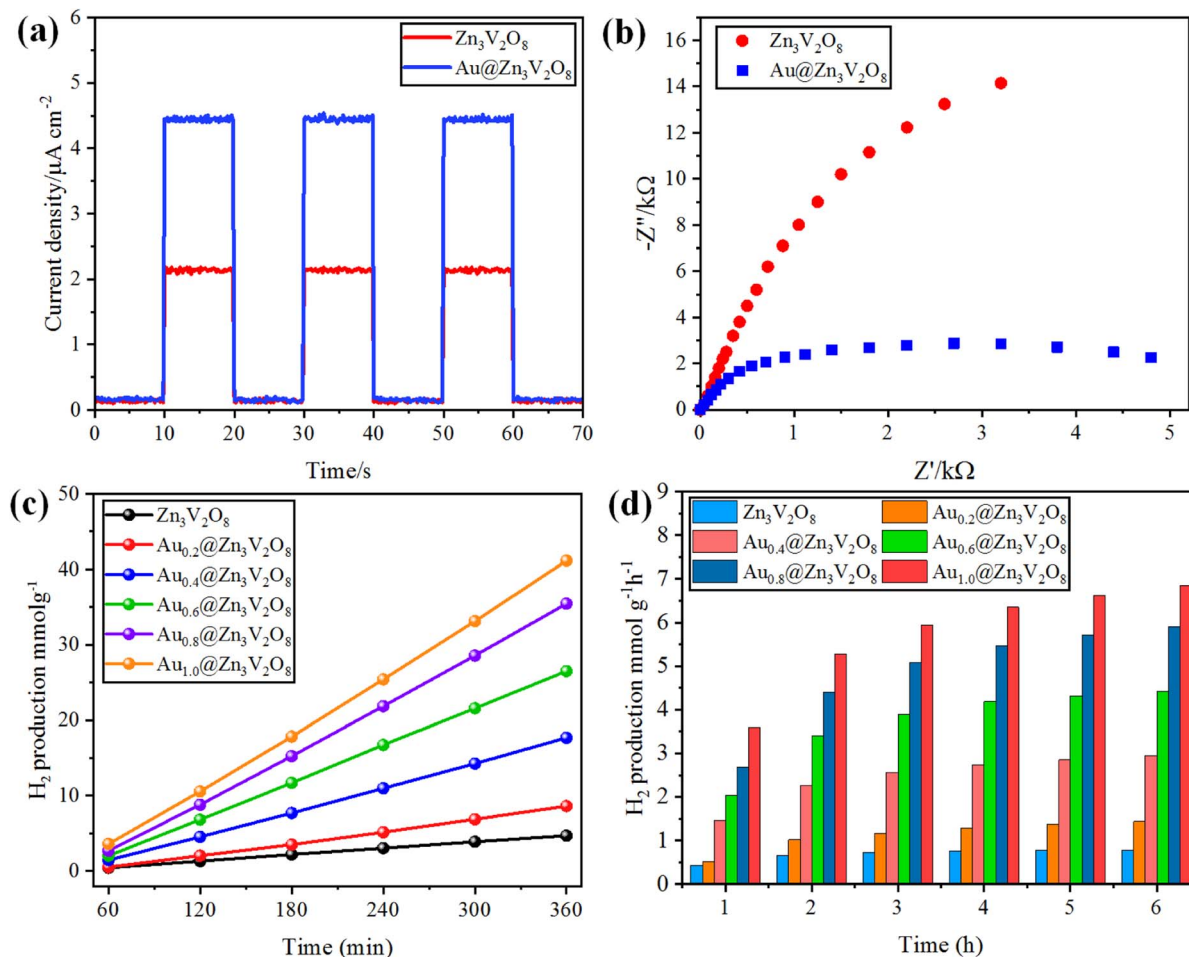 (a)
Zn₃V₂O₈
Au@Zn₃V₂O₈
Current density/μA cm⁻²
6
5
4
3
2
1
0
0 10 20 30 40 50 60 70
Time/s
(b)
Zn₃V₂O₈
Au@Zn₃V₂O₈
-Z"/kΩ
16
14
12
10
8
6
4
2
0
0 1 2 3 4 5
Z'/kΩ
(c)
Zn₃V₂O₈
Au₀.₂@Zn₃V₂O₈
Au₀.₄@Zn₃V₂O₈
Au₀.₆@Zn₃V₂O₈
Au₀.₈@Zn₃V₂O₈
Au₁.₀@Zn₃V₂O₈
H₂ production mmolg⁻¹
50
40
30
20
10
0
60 120 180 240 300 360
Time (min)
(d)
Zn₃V₂O₈ Au₀.₂@Zn₃V₂O₈
Au₀.₄@Zn₃V₂O₈ Au₀.₆@Zn₃V₂O₈
Au₀.₈@Zn₃V₂O₈ Au₁.₀@Zn₃V₂O₈
H₂ production mmol g⁻¹h⁻¹
9
8
7
6
5
4
3
2
1
0
1 2 3 4 5 6
Time (h)